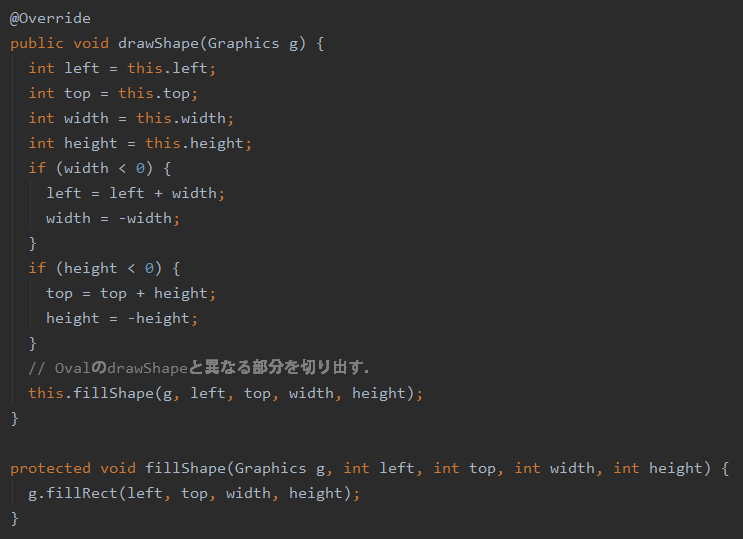 @Override
public void drawShape(Graphics g) {
  int left = this.left;
  int top = this.top;
  int width = this.width;
  int height = this.height;
  if (width < 0) {
    left = left + width;
    width = -width;
  }
  if (height < 0) {
    top = top + height;
    height = -height;
  }
  // OvalのdrawShapeと異なる部分を切り出す．
  this.fillShape(g, left, top, width, height);
}

protected void fillShape(Graphics g, int left, int top, int width, int height) {
  g.fillRect(left, top, width, height);
}